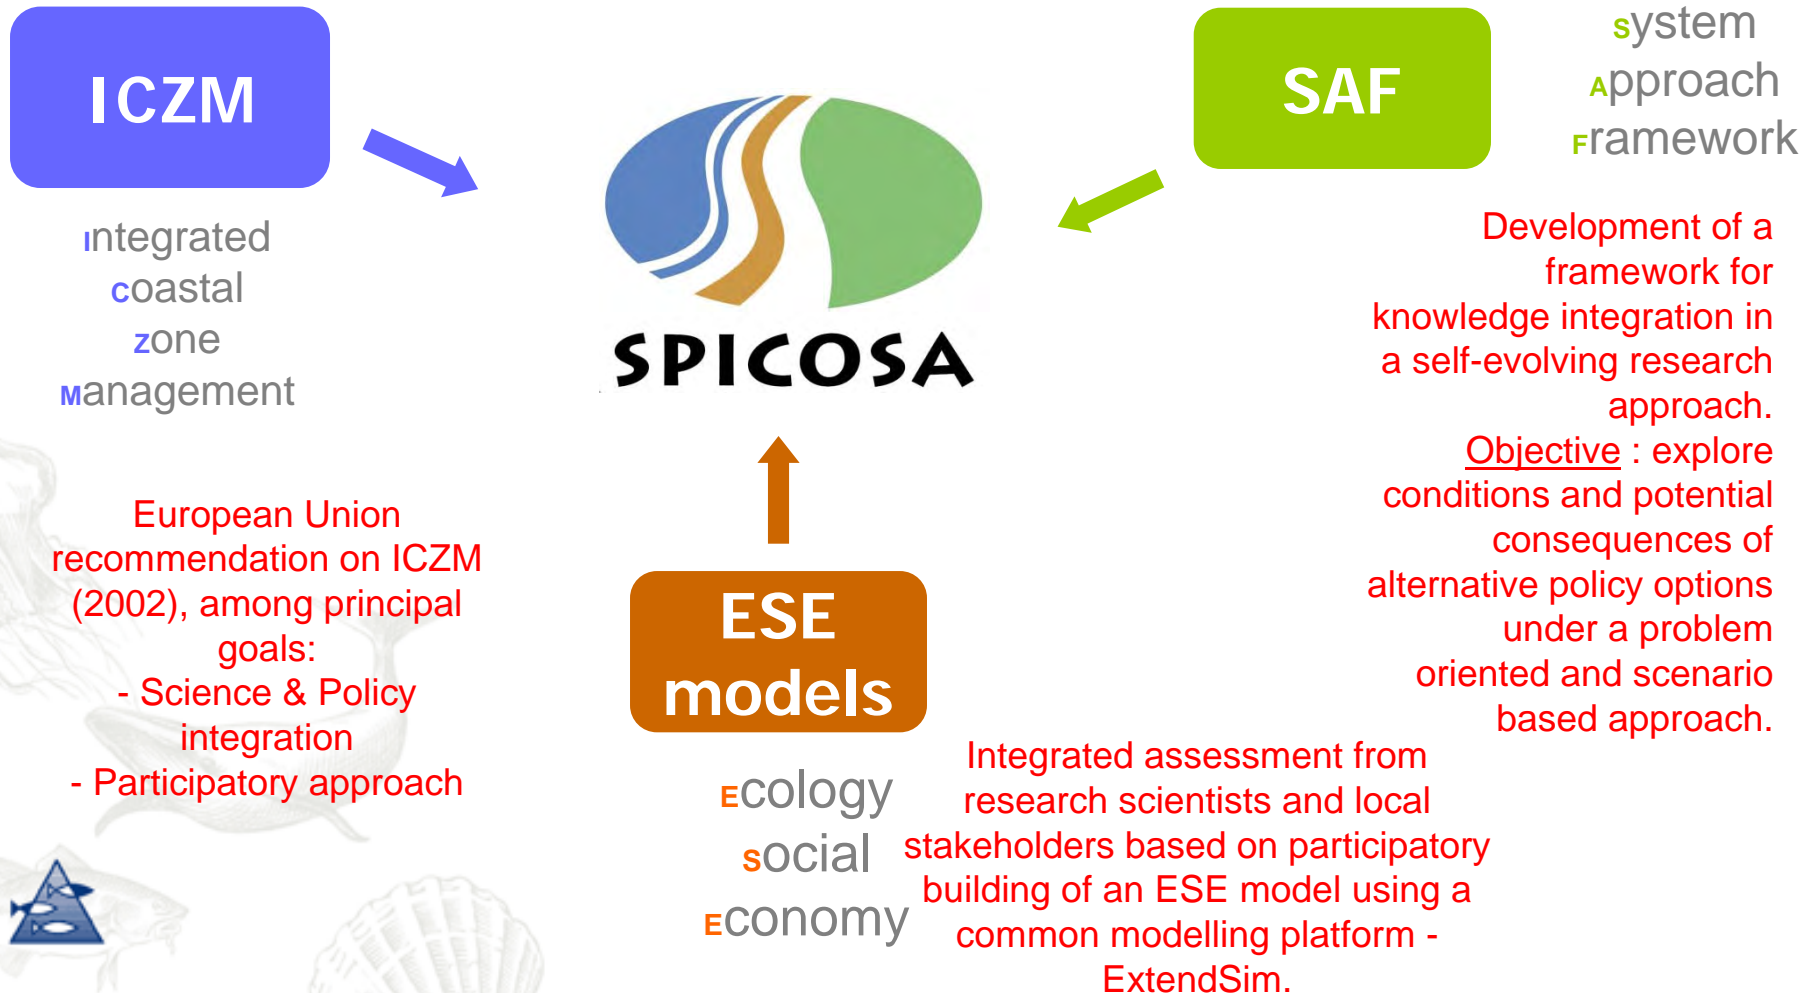 ICZM
Integrated
Coastal
Zone
Management
European Union
recommendation on ICZM
(2002), among principal
goals:
- Science & Policy
integration
- Participatory approach
SPICOSA
ESE
models
Ecology
Social
Economy
Integrated assessment from
research scientists and local
stakeholders based on participatory
building of an ESE model using a
common modelling platform -
ExtendSim.
SAF
System
Approach
Framework
Development of a
framework for
knowledge integration in
a self-evolving research
approach.
Objective : explore
conditions and potential
consequences of
alternative policy options
under a problem
oriented and scenario
based approach.